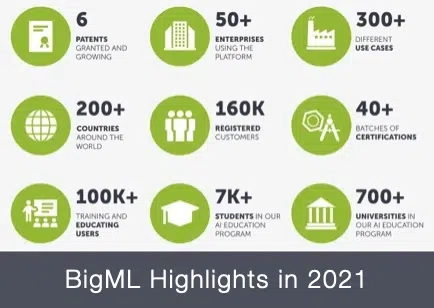 6
PATENTS
GRANTED AND
GROWING
50+
ENTERPRISES
USING THE
PLATFORM
300+
DIFFERENT
USE CASES
200+
COUNTRIES
AROUND THE
WORLD
160K
REGISTERED
CUSTOMERS
40+
BATCHES OF
CERTIFICATIONS
100K+
TRAINING AND
EDUCATING
USERS
7K+
STUDENTS IN OUR
AI EDUCATION
PROGRAM
700+
UNIVERSITIES IN
OUR AI EDUCATION
PROGRAM
BigML Highlights in 2021